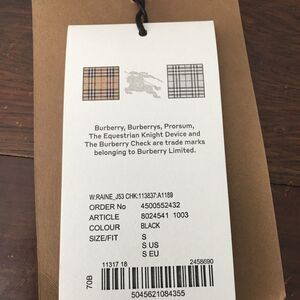 Burberry, Burberrys, Prorsum,
The Equestrian Knight Device and
The Burberry Check are trade marks
belonging to Burberry Limited.
W:RAINE_J53 CHK:113837:A1189
ORDER No 4500552432
ARTICLE 8024541 1003
COLOUR BLACK
SIZE/FIT S
S US
S EU
70B
11317 18 2458690
5045621084355